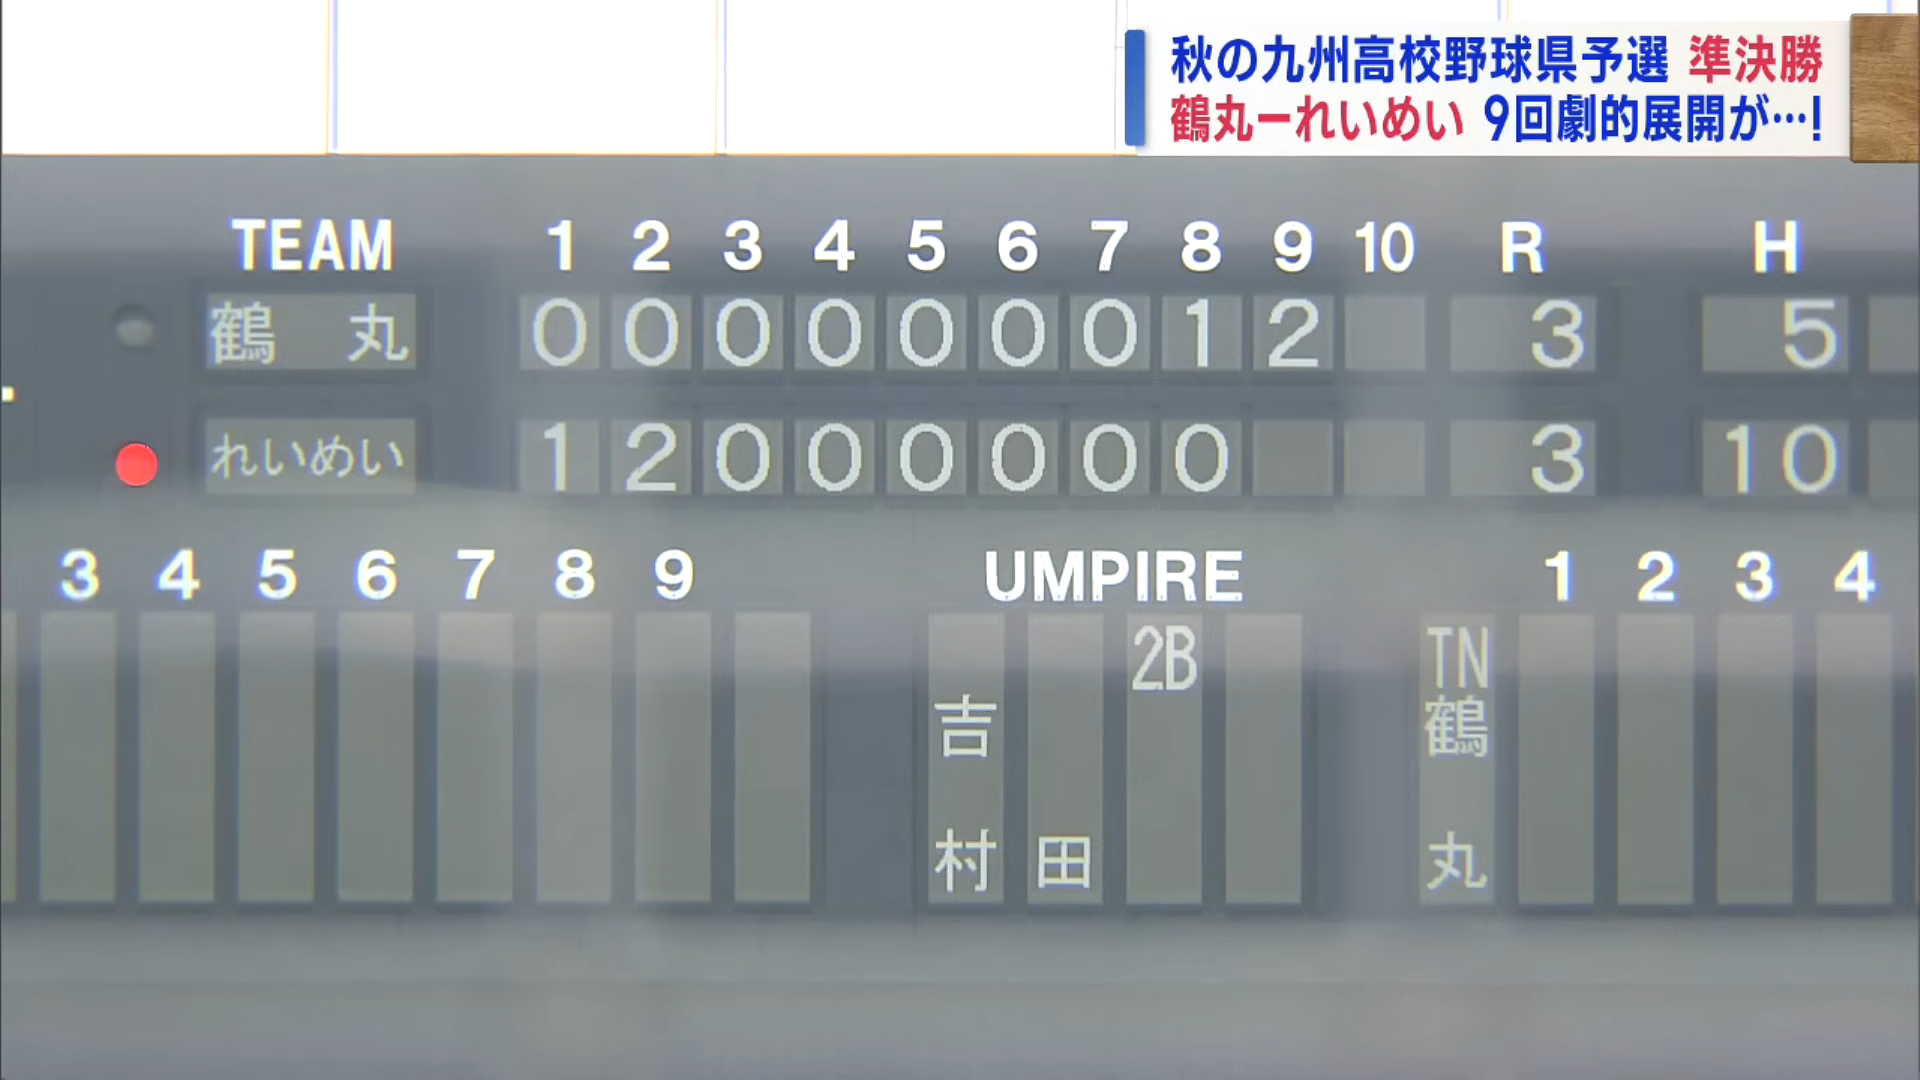 秋の九州高校野球県予選 準決勝
鶴丸ーれいめい 9回劇的展開が…!
TEAM 1 2 3 4 5 6 7 8 9 10 R H
鶴丸 0 0 0 0 0 0 0 1 2 3 5
れいめい 1 2 0 0 0 0 0 0 3 10
3 4 5 6 7 8 9 UMPIRE 1 2 3 4
吉村
田
2B
TN鶴丸